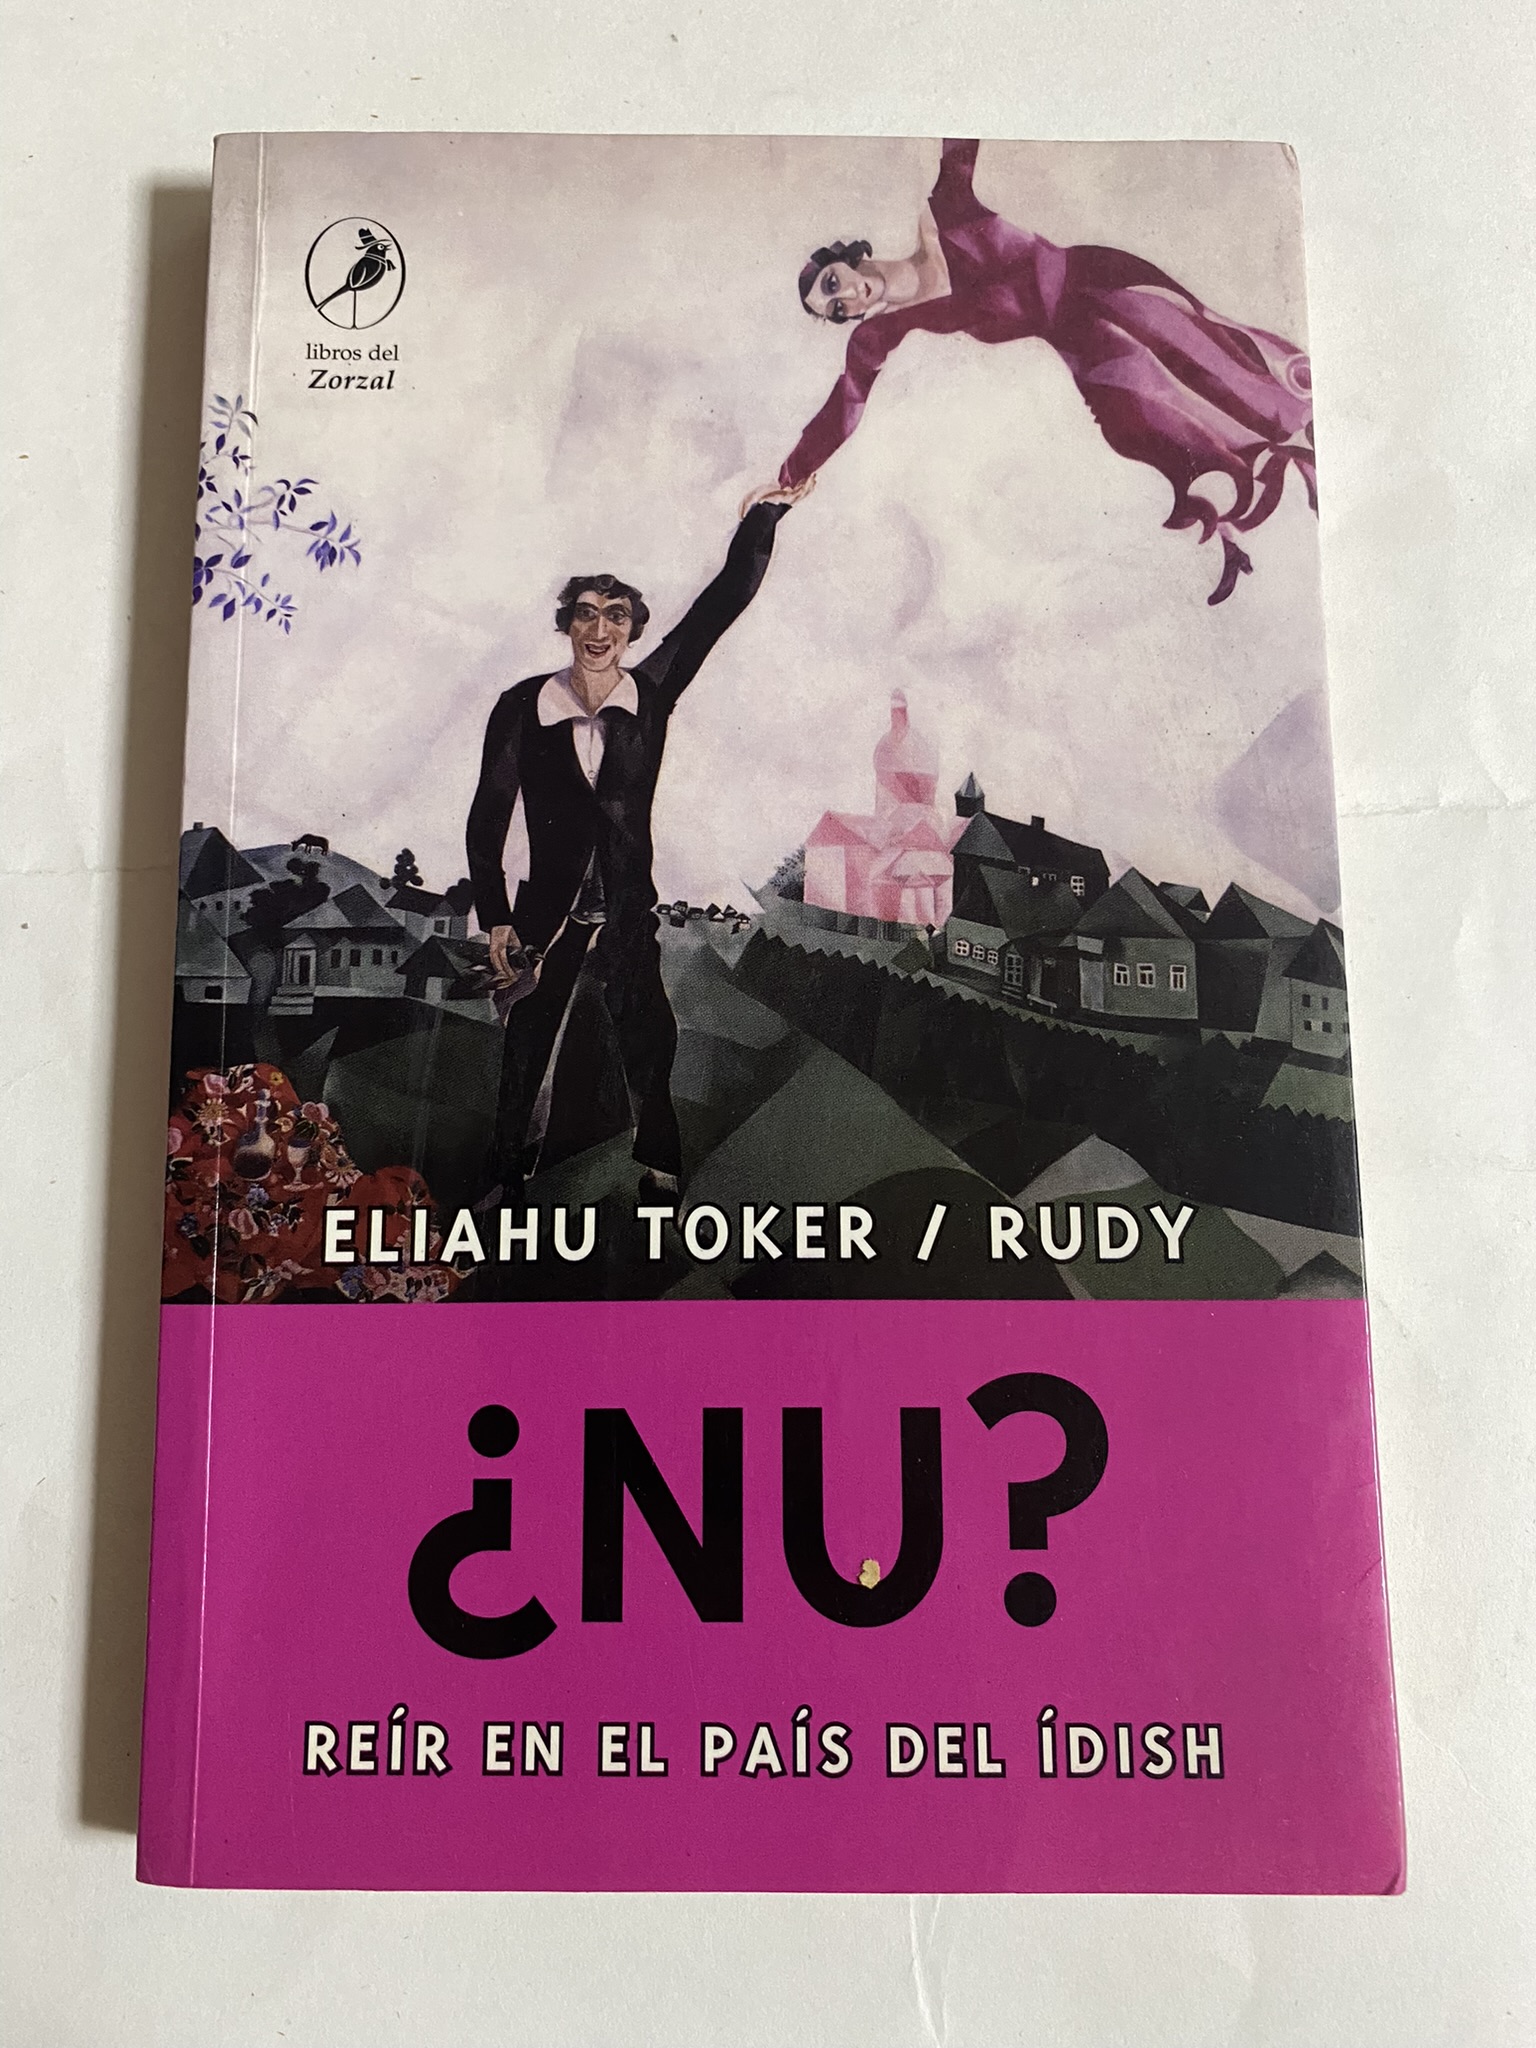 libros del
Zorzal
ELIAHU TOKER / RUDY
¿NU?
REÍR EN EL PAÍS DEL ÍDISH